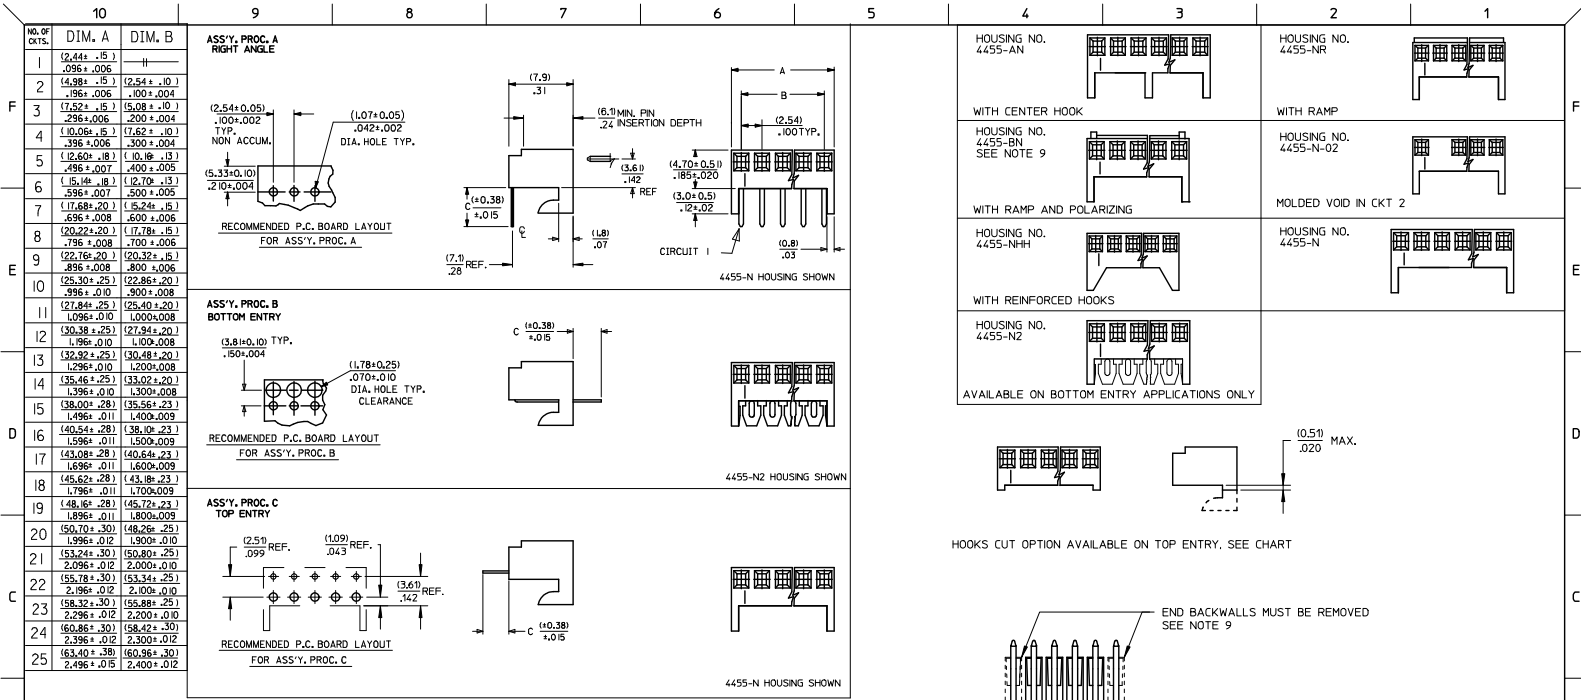 10 9 8 7 6 5 4 3 2 1
F
E
D
C
F
E
D
C
NO. OF CKTS. DIM. A DIM. B
1 (2.44± .15) .096±.006 —||—
2 (4.98± .15) .196±.006 (2.54±.10) .100±.004
3 (7.52± .15) .296±.006 (5.08±.10) .200±.004
4 (10.06±.15) .396±.006 (7.62±.10) .300±.004
5 (12.60±.18) .496±.007 (10.16±.13) .400±.005
6 (15.14±.18) .596±.007 (12.70±.13) .500±.005
7 (17.68±.20) .696±.008 (15.24±.15) .600±.006
8 (20.22±.20) .796±.008 (17.78±.15) .700±.006
9 (22.76±.20) .896±.008 (20.32±.15) .800±.006
10 (25.30±.25) .996±.010 (22.86±.20) .900±.008
11 (27.84±.25) 1.096±.010 (25.40±.20) 1.000±.008
12 (30.38±.25) 1.196±.010 (27.94±.20) 1.100±.008
13 (32.92±.25) 1.296±.010 (30.48±.20) 1.200±.008
14 (35.46±.25) 1.396±.010 (33.02±.20) 1.300±.008
15 (38.00±.28) 1.496±.011 (35.56±.23) 1.400±.009
16 (40.54±.28) 1.596±.011 (38.10±.23) 1.500±.009
17 (43.08±.28) 1.696±.011 (40.64±.23) 1.600±.009
18 (45.62±.28) 1.796±.011 (43.18±.23) 1.700±.009
19 (48.16±.28) 1.896±.011 (45.72±.23) 1.800±.009
20 (50.70±.30) 1.996±.012 (48.26±.25) 1.900±.010
21 (53.24±.30) 2.096±.012 (50.80±.25) 2.000±.010
22 (55.78±.30) 2.196±.012 (53.34±.25) 2.100±.010
23 (58.32±.30) 2.296±.012 (55.88±.25) 2.200±.010
24 (60.86±.30) 2.396±.012 (58.42±.30) 2.300±.012
25 (63.40±.38) 2.496±.015 (60.96±.30) 2.400±.012
ASS'Y. PROC. A
RIGHT ANGLE
(2.54±0.05)
.100±.002
TYP.
NON ACCUM.
(1.07±0.05)
.042±.002
DIA. HOLE TYP.
(5.33±0.10)
.210±.004
RECOMMENDED P.C. BOARD LAYOUT
FOR ASS'Y. PROC. A
(7.9)
.31
(6.1) MIN. PIN
.24 INSERTION DEPTH
(3.61)
.142
REF
C (±0.38)
±.015
℄
(1.8)
.07
(7.1)
.28 REF.
A
B
(2.54)
.100 TYP.
(4.70±0.51)
.185±.020
(3.0±0.5)
.12±.02
CIRCUIT 1
(0.8)
.03
4455-N HOUSING SHOWN
ASS'Y. PROC. B
BOTTOM ENTRY
(3.81±0.10) TYP.
.150±.004
(1.78±0.25)
.070±.010
DIA. HOLE TYP.
CLEARANCE
RECOMMENDED P.C. BOARD LAYOUT
FOR ASS'Y. PROC. B
C (±0.38)
±.015
4455-N2 HOUSING SHOWN
ASS'Y. PROC. C
TOP ENTRY
(2.51)
.099 REF.
(1.09)
.043 REF.
(3.61)
.142 REF.
RECOMMENDED P.C. BOARD LAYOUT
FOR ASS'Y. PROC. C
C (±0.38)
±.015
4455-N HOUSING SHOWN
HOUSING NO.
4455-AN
WITH CENTER HOOK
HOUSING NO.
4455-NR
WITH RAMP
HOUSING NO.
4455-BN
SEE NOTE 9
WITH RAMP AND POLARIZING
HOUSING NO.
4455-N-02
MOLDED VOID IN CKT 2
HOUSING NO.
4455-NHH
WITH REINFORCED HOOKS
HOUSING NO.
4455-N
HOUSING NO.
4455-N2
AVAILABLE ON BOTTOM ENTRY APPLICATIONS ONLY
(0.51)
.020 MAX.
HOOKS CUT OPTION AVAILABLE ON TOP ENTRY, SEE CHART
END BACKWALLS MUST BE REMOVED
SEE NOTE 9